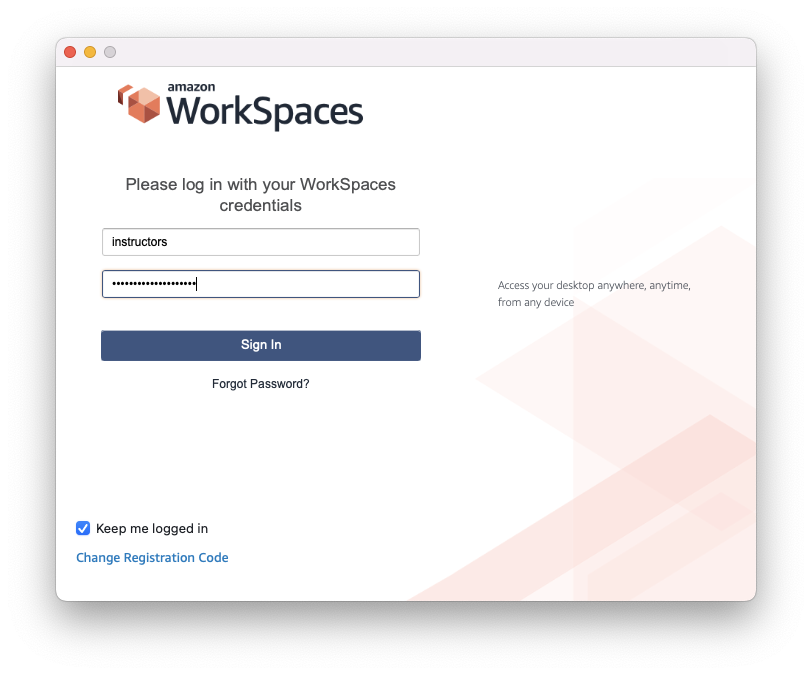 amazon
WorkSpaces
Please log in with your WorkSpaces
credentials
instructors
••••••••••••••••••••
Access your desktop anywhere, anytime,
from any device
Sign In
Forgot Password?
Keep me logged in
Change Registration Code